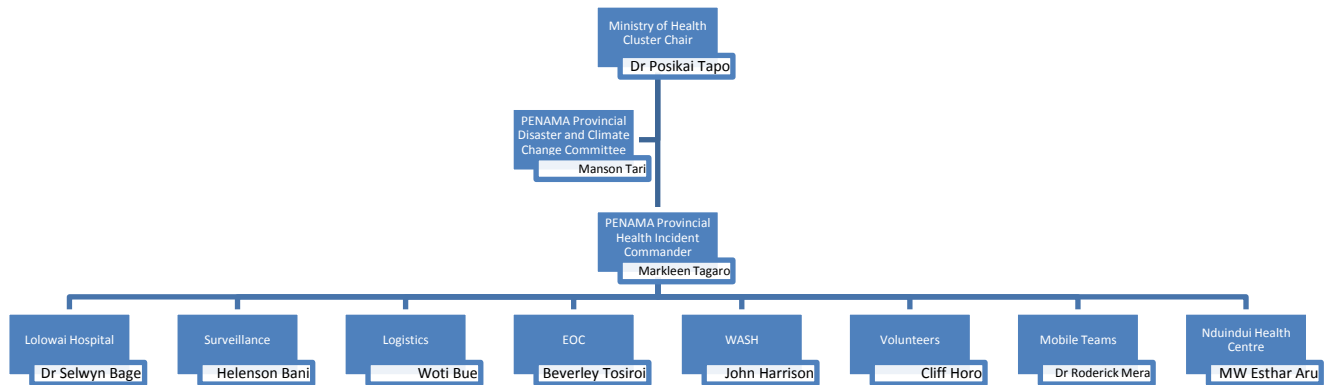 Ministry of Health
Cluster Chair
Dr Posikai Tapo
PENAMA Provincial
Disaster and Climate
Change Committee
Manson Tari
PENAMA Provincial
Health Incident
Commander
Markleen Tagaro
Lolowai Hospital
Dr Selwyn Bage
Surveillance
Helenson Bani
Logistics
Woti Bue
EOC
Beverley Tosiroi
WASH
John Harrison
Volunteers
Cliff Horo
Mobile Teams
Dr Roderick Mera
Nduindui Health
Centre
MW Esthar Aru